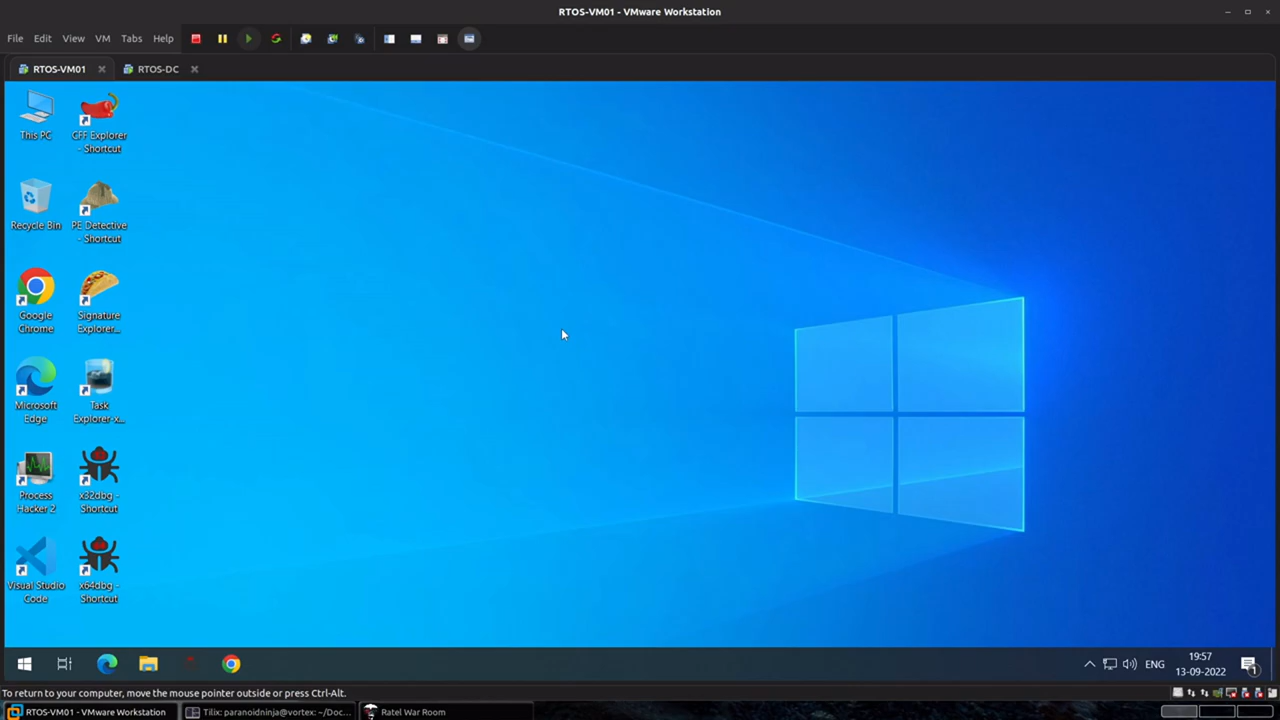 RTOS-VM01 - VMware Workstation
File Edit View VM Tabs Help
RTOS-VM01 RTOS-DC
This PC
CFF Explorer
- Shortcut
Recycle Bin
PE Detective
- Shortcut
Google
Chrome
Signature
Explorer...
Microsoft
Edge
Task
Explorer-x...
Process
Hacker 2
x32dbg -
Shortcut
Visual Studio
Code
x64dbg -
Shortcut
ENG
19:57
13-09-2022
1
To return to your computer, move the mouse pointer outside or press Ctrl-Alt.
RTOS-VM01 - VMware Workstation
Tilix: paranoidninja@vortex: ~/Doc...
Ratel War Room